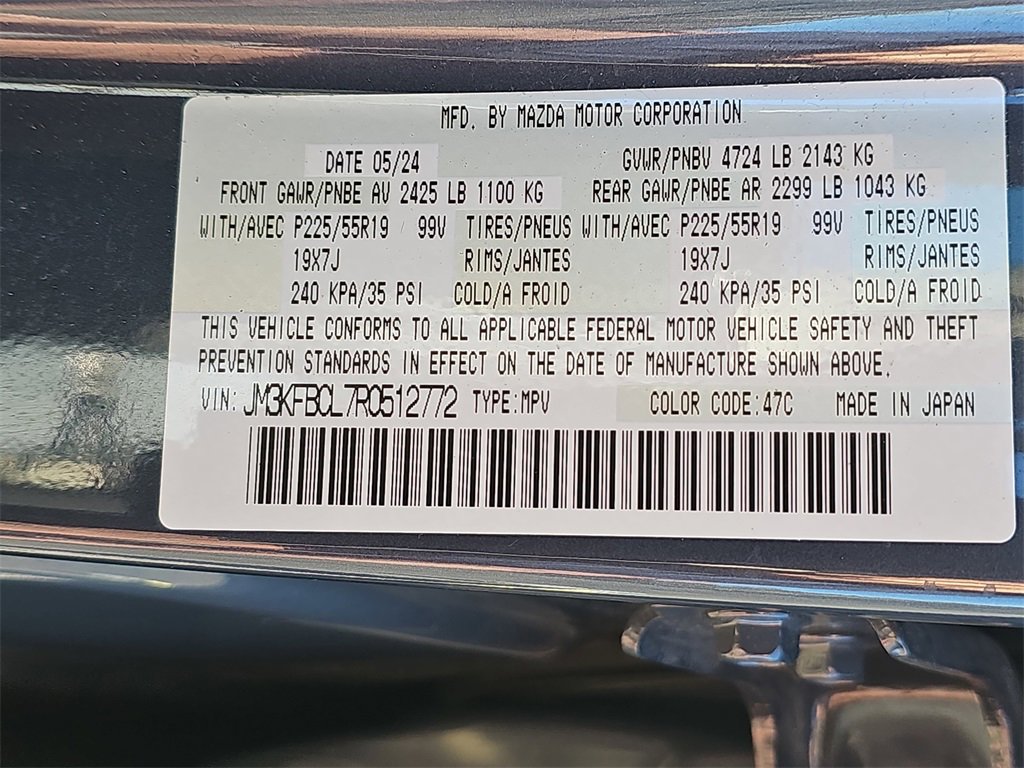 MFD. BY MAZDA MOTOR CORPORATION
DATE 05/24 GVWR/PNBV 4724 LB 2143 KG
FRONT GAWR/PNBE AV 2425 LB 1100 KG REAR GAWR/PNBE AR 2299 LB 1043 KG
WITH/AVEC P225/55R19 99V TIRES/PNEUS WITH/AVEC P225/55R19 99V TIRES/PNEUS
19X7J RIMS/JANTES 19X7J RIMS/JANTES
240 KPA/35 PSI COLD/A FROID 240 KPA/35 PSI COLD/A FROID
THIS VEHICLE CONFORMS TO ALL APPLICABLE FEDERAL MOTOR VEHICLE SAFETY AND THEFT
PREVENTION STANDARDS IN EFFECT ON THE DATE OF MANUFACTURE SHOWN ABOVE.
VIN: JM3KFBCL7R0512772 TYPE:MPV COLOR CODE:47C MADE IN JAPAN